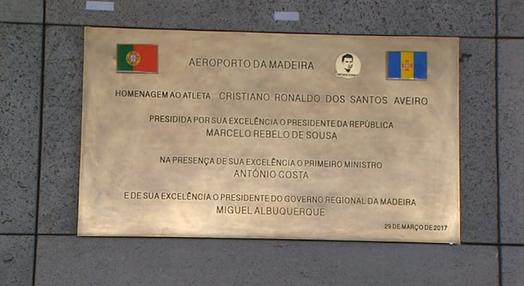 AEROPORTO DA MADEIRA
HOMENAGEM AO ATLETA CRISTIANO RONALDO DOS SANTOS AVEIRO
PRESIDIDA POR SUA EXCELÊNCIA O PRESIDENTE DA REPÚBLICA
MARCELO REBELO DE SOUSA
NA PRESENÇA DE SUA EXCELÊNCIA O PRIMEIRO MINISTRO
ANTÓNIO COSTA
E DE SUA EXCELÊNCIA O PRESIDENTE DO GOVERNO REGIONAL DA MADEIRA
MIGUEL ALBUQUERQUE
29 DE MARÇO DE 2017